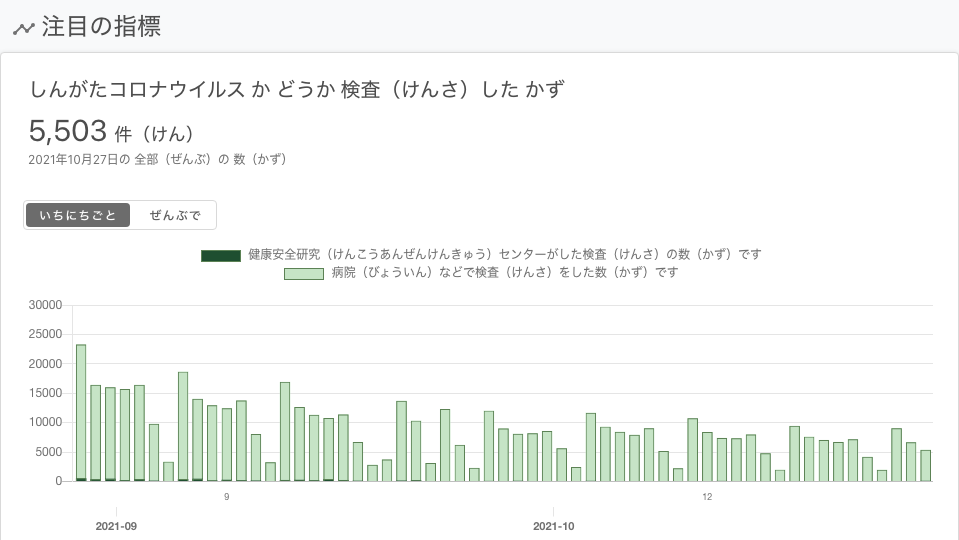 注目の指標
しんがたコロナウイルス か どうか 検査（けんさ）した かず
5,503 件（けん）
2021年10月27日の 全部（ぜんぶ）の 数（かず）
いちにちごと ぜんぶで
健康安全研究（けんこうあんぜんけんきゅう）センターがした検査（けんさ）の数（かず）です
病院（びょういん）などで検査（けんさ）をした数（かず）です
30000
25000
20000
15000
10000
5000
0
9 12
2021-09 2021-10